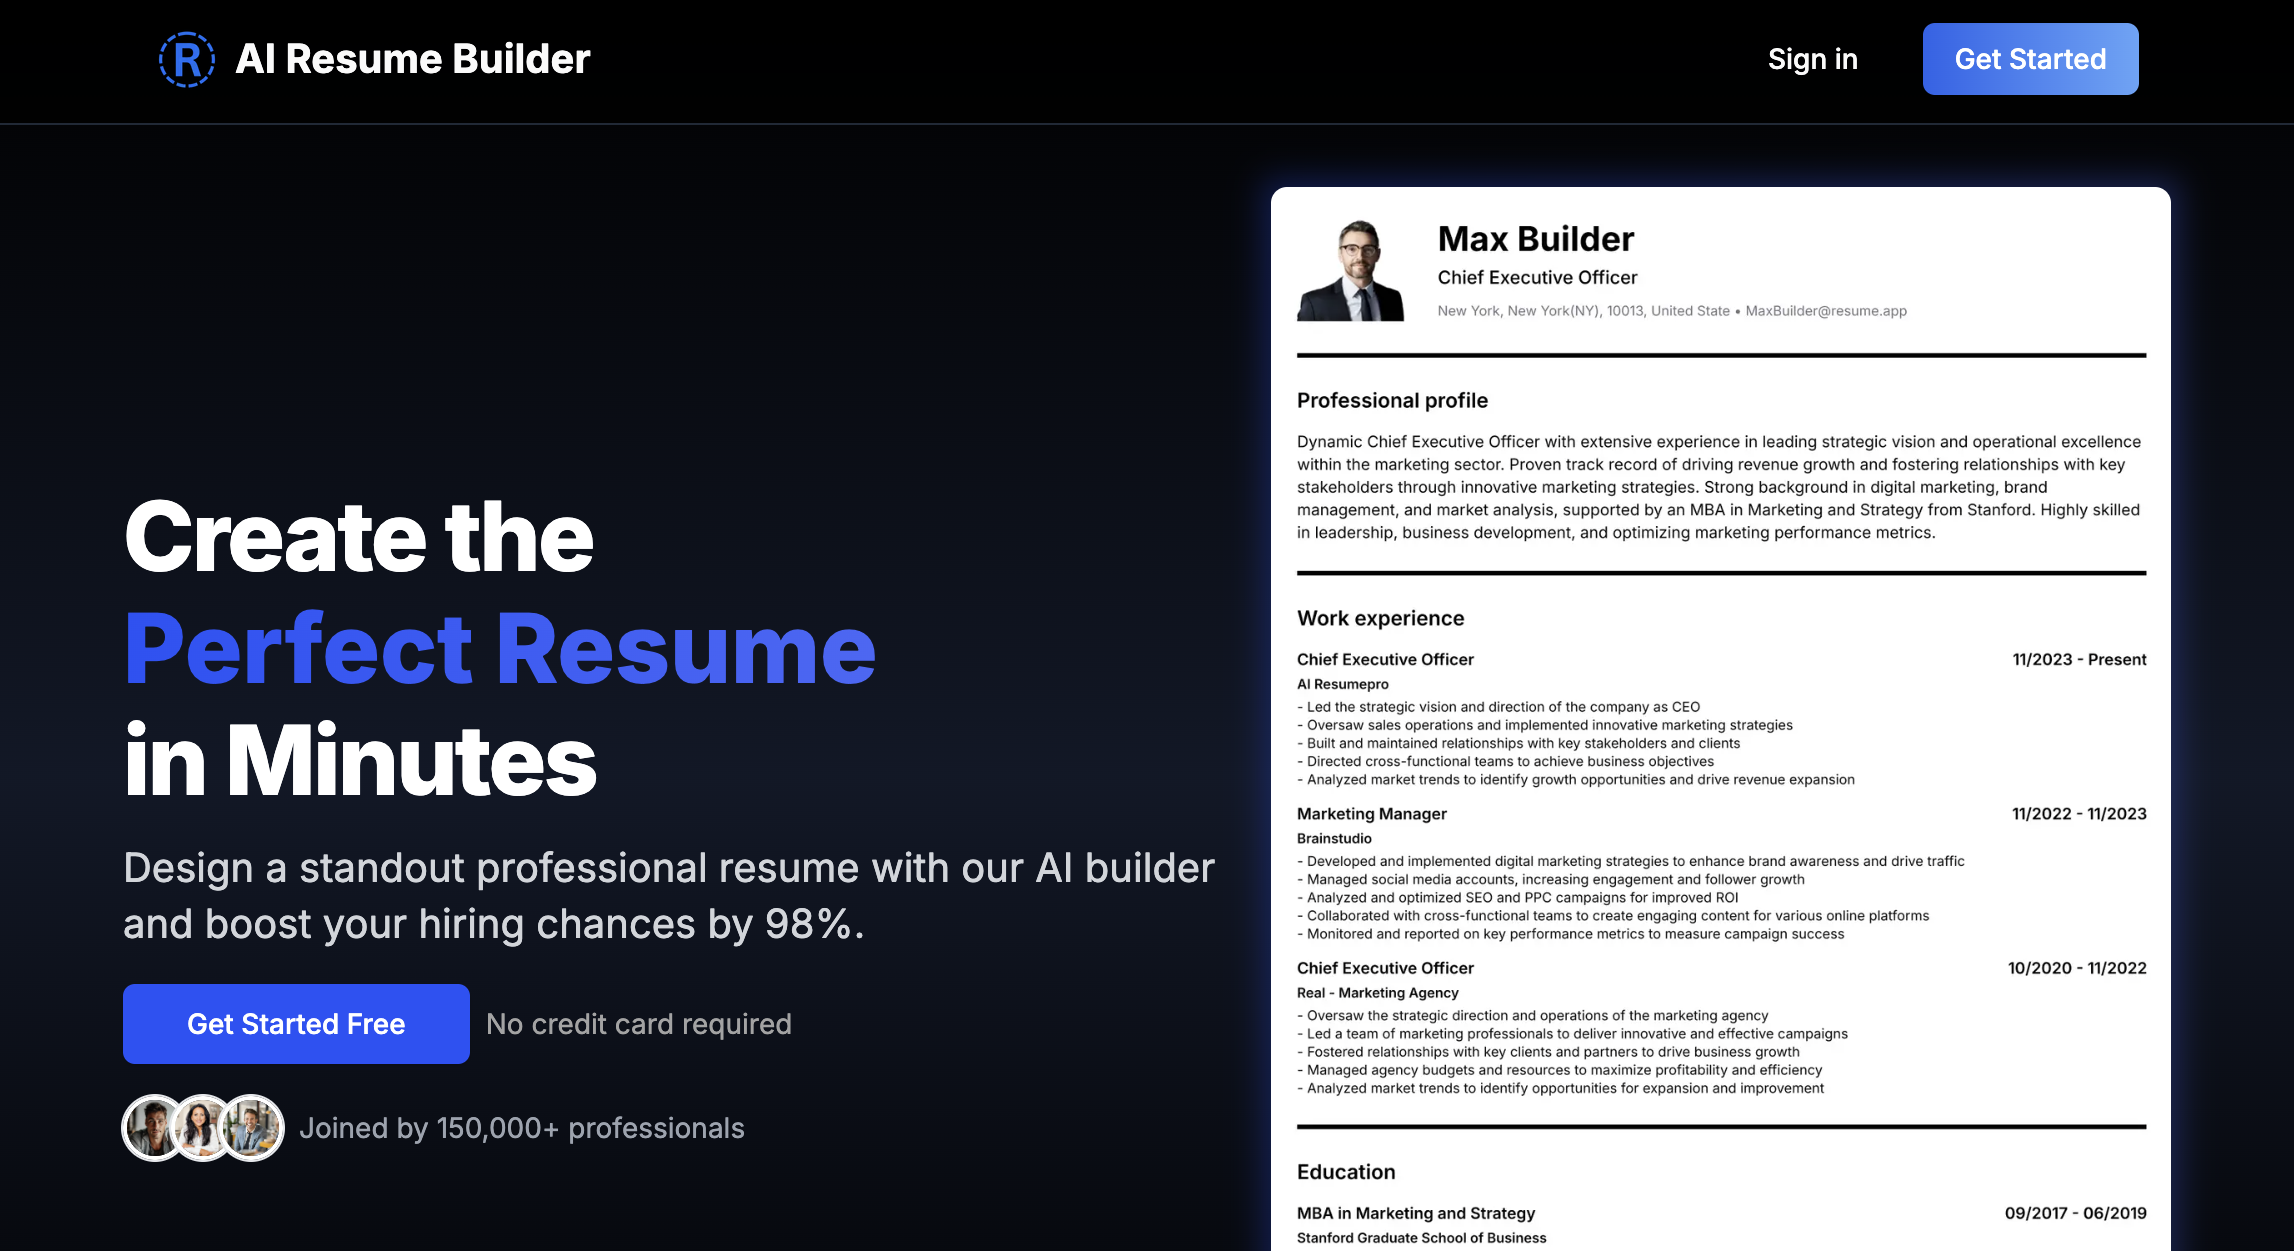 R AI Resume Builder
Sign in
Get Started
Create the
Perfect Resume
in Minutes
Design a standout professional resume with our AI builder
and boost your hiring chances by 98%.
Get Started Free
No credit card required
Joined by 150,000+ professionals
Max Builder
Chief Executive Officer
New York, New York(NY), 10013, United State • MaxBuilder@resume.app
Professional profile
Dynamic Chief Executive Officer with extensive experience in leading strategic vision and operational excellence
within the marketing sector. Proven track record of driving revenue growth and fostering relationships with key
stakeholders through innovative marketing strategies. Strong background in digital marketing, brand
management, and market analysis, supported by an MBA in Marketing and Strategy from Stanford. Highly skilled
in leadership, business development, and optimizing marketing performance metrics.
Work experience
Chief Executive Officer 11/2023 - Present
AI Resumepro
- Led the strategic vision and direction of the company as CEO
- Oversaw sales operations and implemented innovative marketing strategies
- Built and maintained relationships with key stakeholders and clients
- Directed cross-functional teams to achieve business objectives
- Analyzed market trends to identify growth opportunities and drive revenue expansion
Marketing Manager 11/2022 - 11/2023
Brainstudio
- Developed and implemented digital marketing strategies to enhance brand awareness and drive traffic
- Managed social media accounts, increasing engagement and follower growth
- Analyzed and optimized SEO and PPC campaigns for improved ROI
- Collaborated with cross-functional teams to create engaging content for various online platforms
- Monitored and reported on key performance metrics to measure campaign success
Chief Executive Officer 10/2020 - 11/2022
Real - Marketing Agency
- Oversaw the strategic direction and operations of the marketing agency
- Led a team of marketing professionals to deliver innovative and effective campaigns
- Fostered relationships with key clients and partners to drive business growth
- Managed agency budgets and resources to maximize profitability and efficiency
- Analyzed market trends to identify opportunities for expansion and improvement
Education
MBA in Marketing and Strategy 09/2017 - 06/2019
Stanford Graduate School of Business